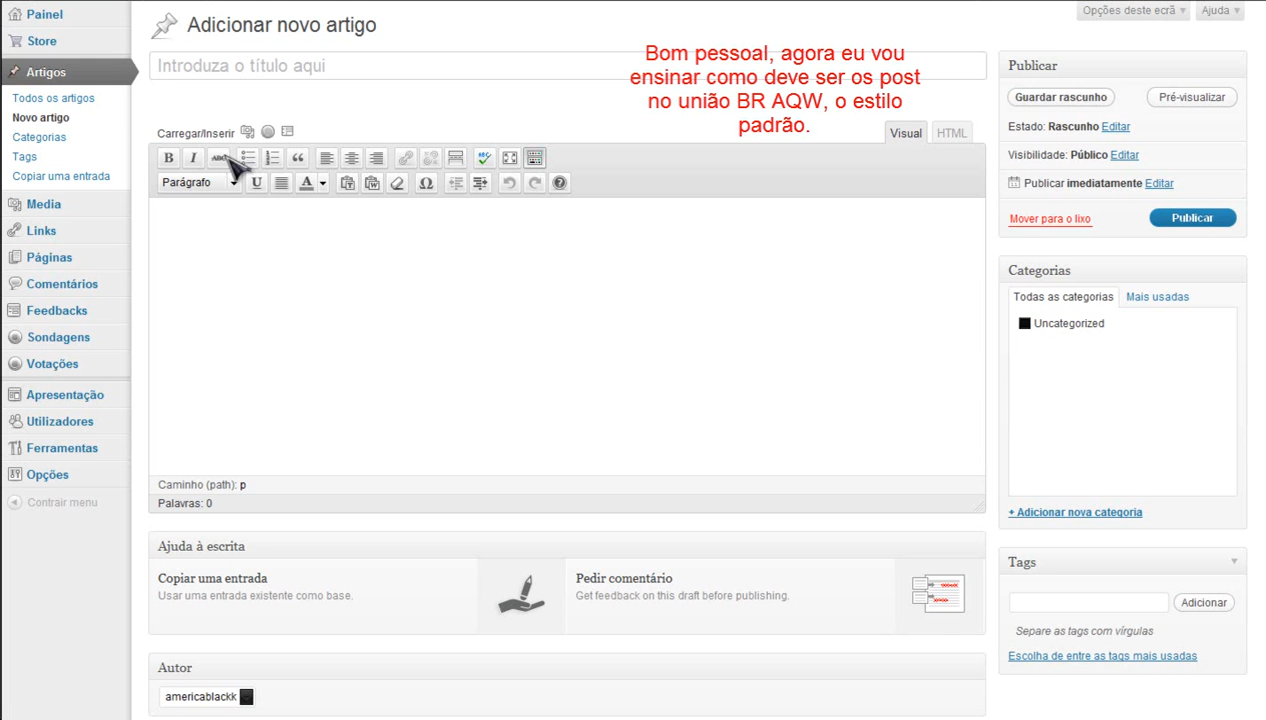 Painel
Store
Artigos
Todos os artigos
Novo artigo
Categorias
Tags
Copiar uma entrada
Media
Links
Páginas
Comentários
Feedbacks
Sondagens
Votações
Apresentação
Utilizadores
Ferramentas
Opções
Contrair menu
Opções deste ecrã
Ajuda
Adicionar novo artigo
Introduza o título aqui
Bom pessoal, agora eu vou
ensinar como deve ser os post
no união BR AQW, o estilo
padrão.
Carregar/Inserir
Visual
HTML
B I ABC
Parágrafo U A Ω
Caminho (path): p
Palavras: 0
Ajuda à escrita
Copiar uma entrada
Usar uma entrada existente como base.
Pedir comentário
Get feedback on this draft before publishing.
Autor
americablackk
Publicar
Guardar rascunho
Pré-visualizar
Estado: Rascunho Editar
Visibilidade: Público Editar
Publicar imediatamente Editar
Mover para o lixo
Publicar
Categorias
Todas as categorias
Mais usadas
Uncategorized
+ Adicionar nova categoria
Tags
Adicionar
Separe as tags com vírgulas
Escolha de entre as tags mais usadas